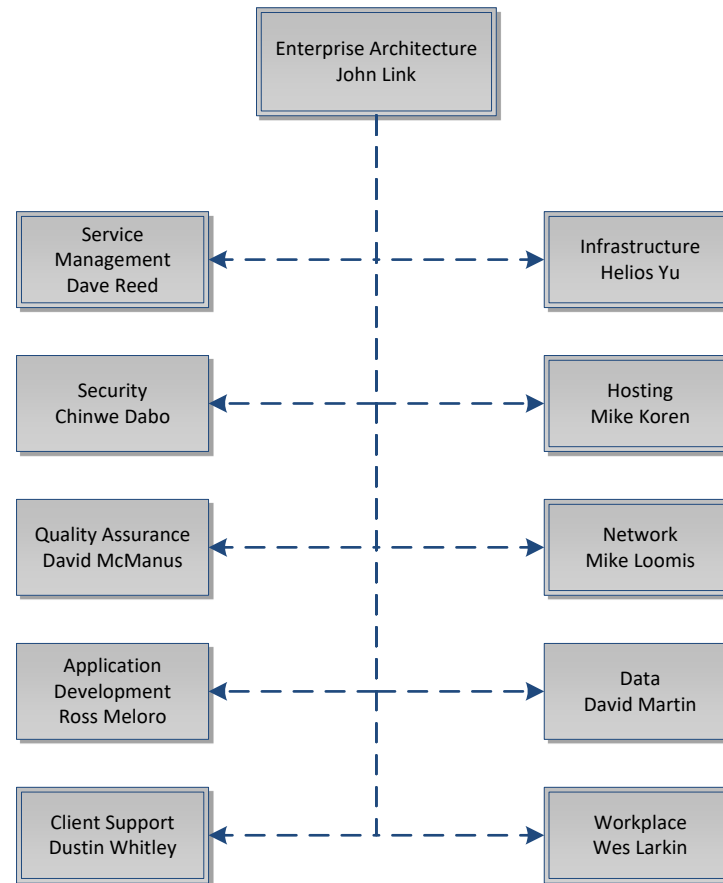 Enterprise Architecture
John Link
Service
Management
Dave Reed
Infrastructure
Helios Yu
Security
Chinwe Dabo
Hosting
Mike Koren
Quality Assurance
David McManus
Network
Mike Loomis
Application
Development
Ross Meloro
Data
David Martin
Client Support
Dustin Whitley
Workplace
Wes Larkin